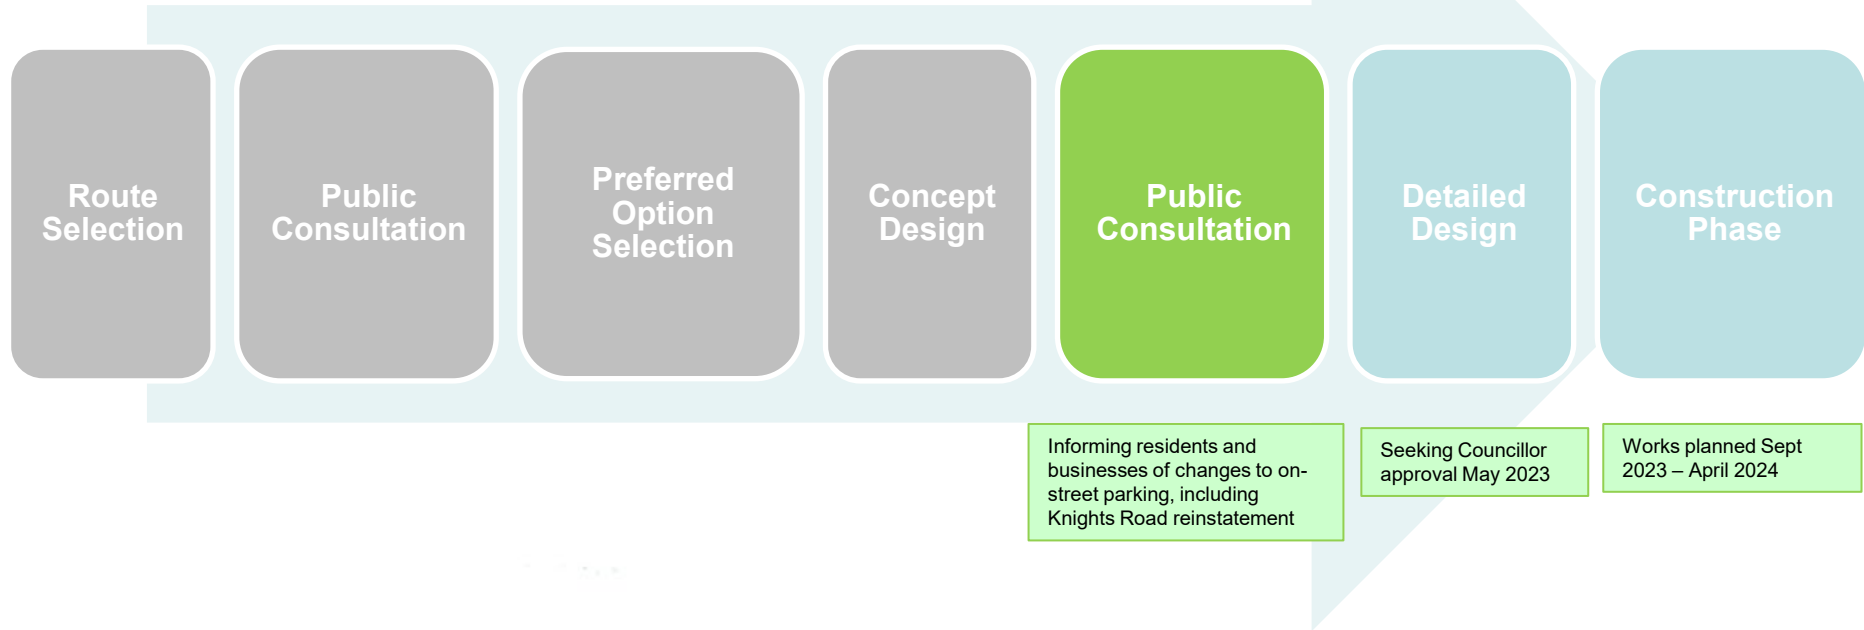 Route
Selection
Public
Consultation
Preferred
Option
Selection
Concept
Design
Public
Consultation
Detailed
Design
Construction
Phase
Informing residents and
businesses of changes to on-
street parking, including
Knights Road reinstatement
Seeking Councillor
approval May 2023
Works planned Sept
2023 – April 2024